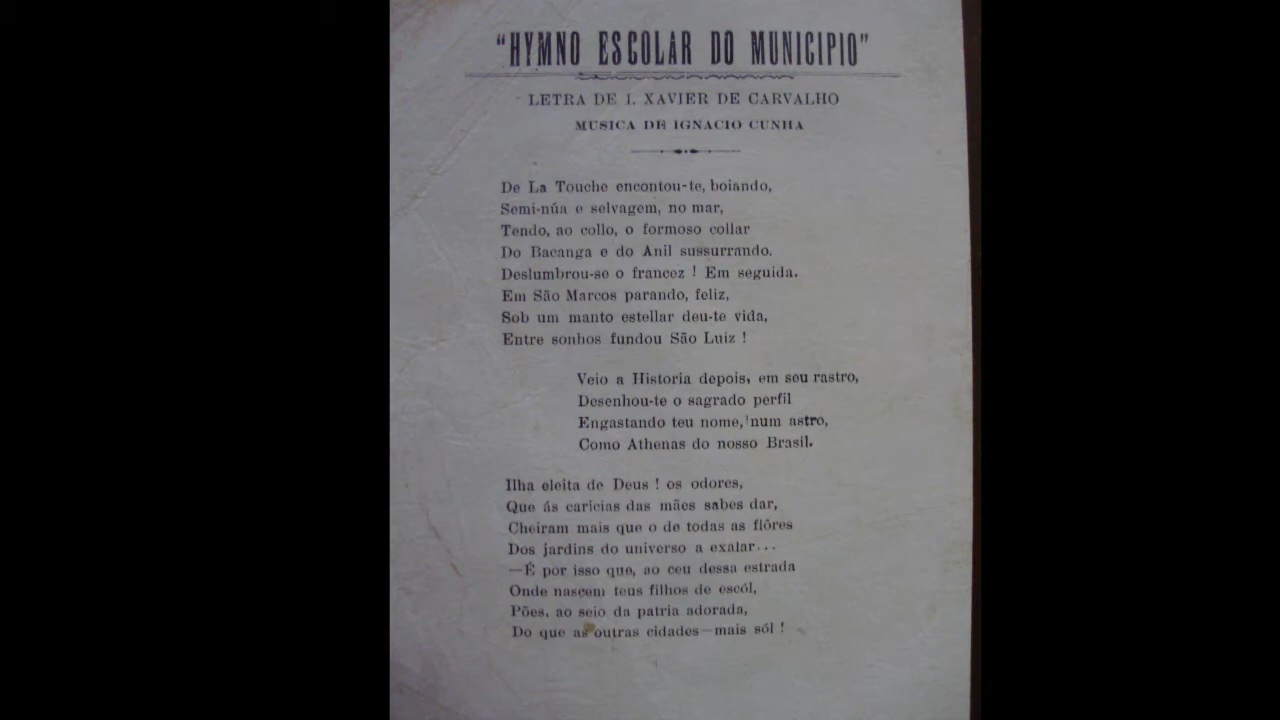 "HYMNO ESCOLAR DO MUNICIPIO"
LETRA DE I. XAVIER DE CARVALHO
MUSICA DE IGNACIO CUNHA
De La Touche encontou-te, boiando,
Semi-núa e selvagem, no mar,
Tendo, ao collo, o formoso collar
Do Bacanga e do Anil sussurrando.
Deslumbrou-se o francez ! Em seguida.
Em São Marcos parando, feliz,
Sob um manto estellar deu-te vida,
Entre sonhos fundou São Luiz !
Veio a Historia depois, em seu rastro,
Desenhou-te o sagrado perfil
Engastando teu nome, num astro,
Como Athenas do nosso Brasil.
Ilha eleita de Deus ! os odores,
Que ás caricias das mães sabes dar,
Cheiram mais que o de todas as flôres
Dos jardins do universo a exalar...
—É por isso que, ao ceu dessa estrada
Onde nascem teus filhos de escól,
Pões, ao seio da patria adorada,
Do que as outras cidades—mais sól !